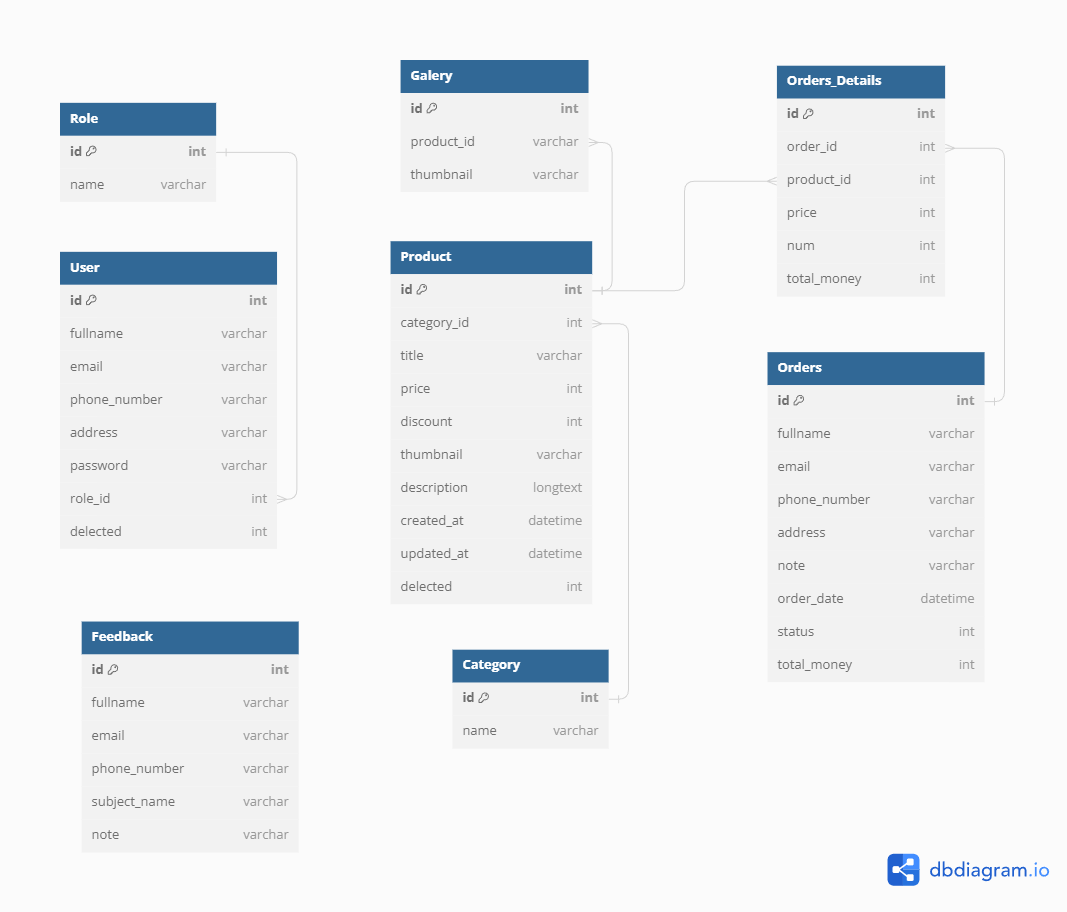 Role
id int
name varchar
User
id int
fullname varchar
email varchar
phone_number varchar
address varchar
password varchar
role_id int
delected int
Feedback
id int
fullname varchar
email varchar
phone_number varchar
subject_name varchar
note varchar
Galery
id int
product_id varchar
thumbnail varchar
Product
id int
category_id int
title varchar
price int
discount int
thumbnail varchar
description longtext
created_at datetime
updated_at datetime
delected int
Category
id int
name varchar
Orders_Details
id int
order_id int
product_id int
price int
num int
total_money int
Orders
id int
fullname varchar
email varchar
phone_number varchar
address varchar
note varchar
order_date datetime
status int
total_money int
dbdiagram.io